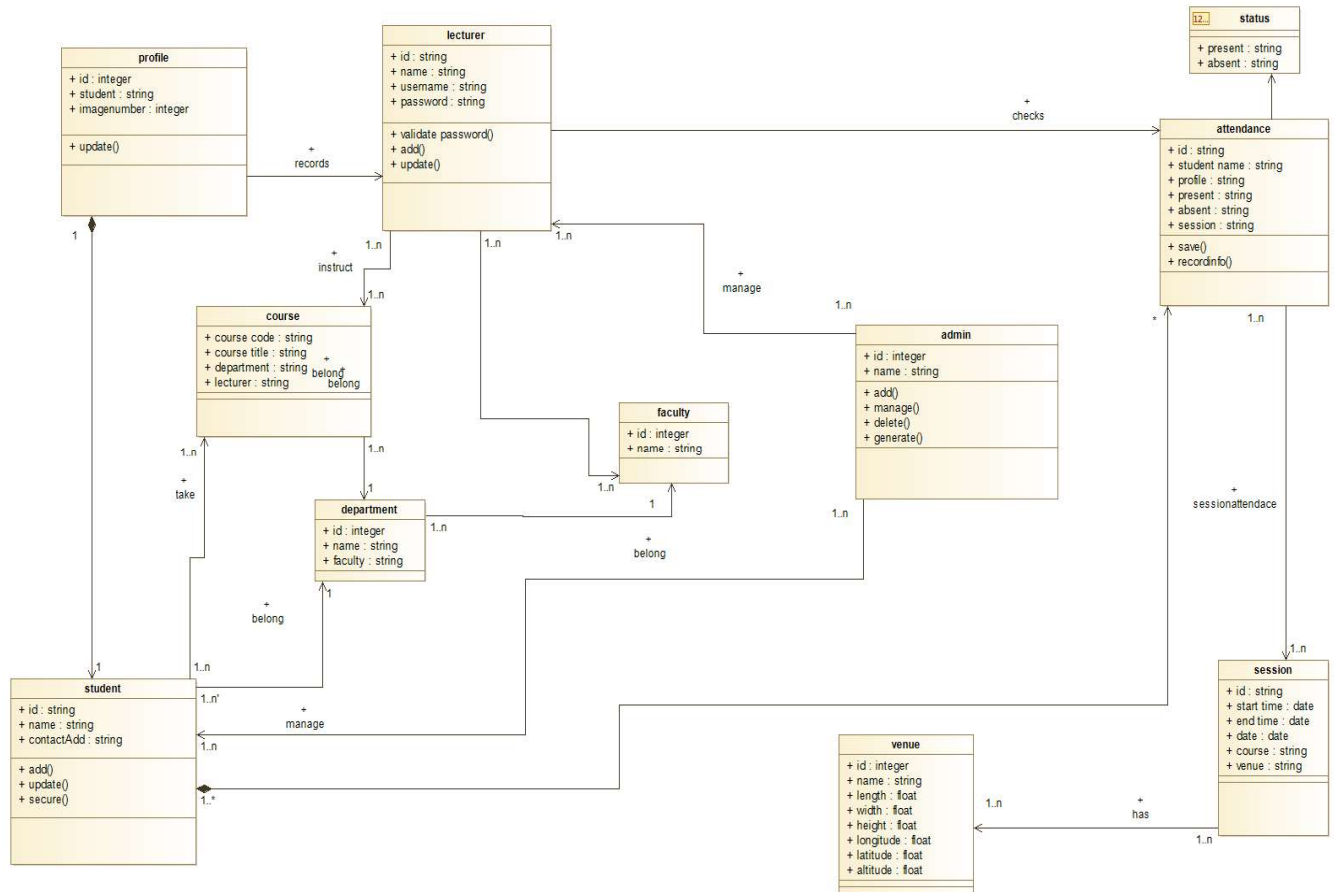 profile
+ id : integer
+ student : string
+ imagenumber : integer
+ update()
lecturer
+ id : string
+ name : string
+ username : string
+ password : string
+ validate password()
+ add()
+ update()
12...
status
+ present : string
+ absent : string
+
checks
attendance
+ id : string
+ student name : string
+ profile : string
+ present : string
+ absent : string
+ session : string
+ save()
+ recordinfo()
+
records
1
1..n
1..n
1..n
+
instruct
1..n
+
manage
1..n
*
1..n
course
+ course code : string
+ course title : string
+ department : string
+ lecturer : string
+
belong
+
belong
admin
+ id : integer
+ name : string
+ add()
+ manage()
+ delete()
+ generate()
faculty
+ id : integer
+ name : string
1..n
1..n
+
take
1..n
1
1
1..n
department
+ id : integer
+ name : string
+ faculty : string
1..n
+
belong
+
sessionattendace
1
+
belong
1
1..n
1..n'
student
+ id : string
+ name : string
+ contactAdd : string
+ add()
+ update()
+ secure()
+
manage
1..n
1..*
1..n
session
+ id : string
+ start time : date
+ end time : date
+ date : date
+ course : string
+ venue : string
venue
+ id : integer
+ name : string
+ length : float
+ width : float
+ height : float
+ longitude : float
+ latitude : float
+ altitude : float
1..n
+
has
1..n